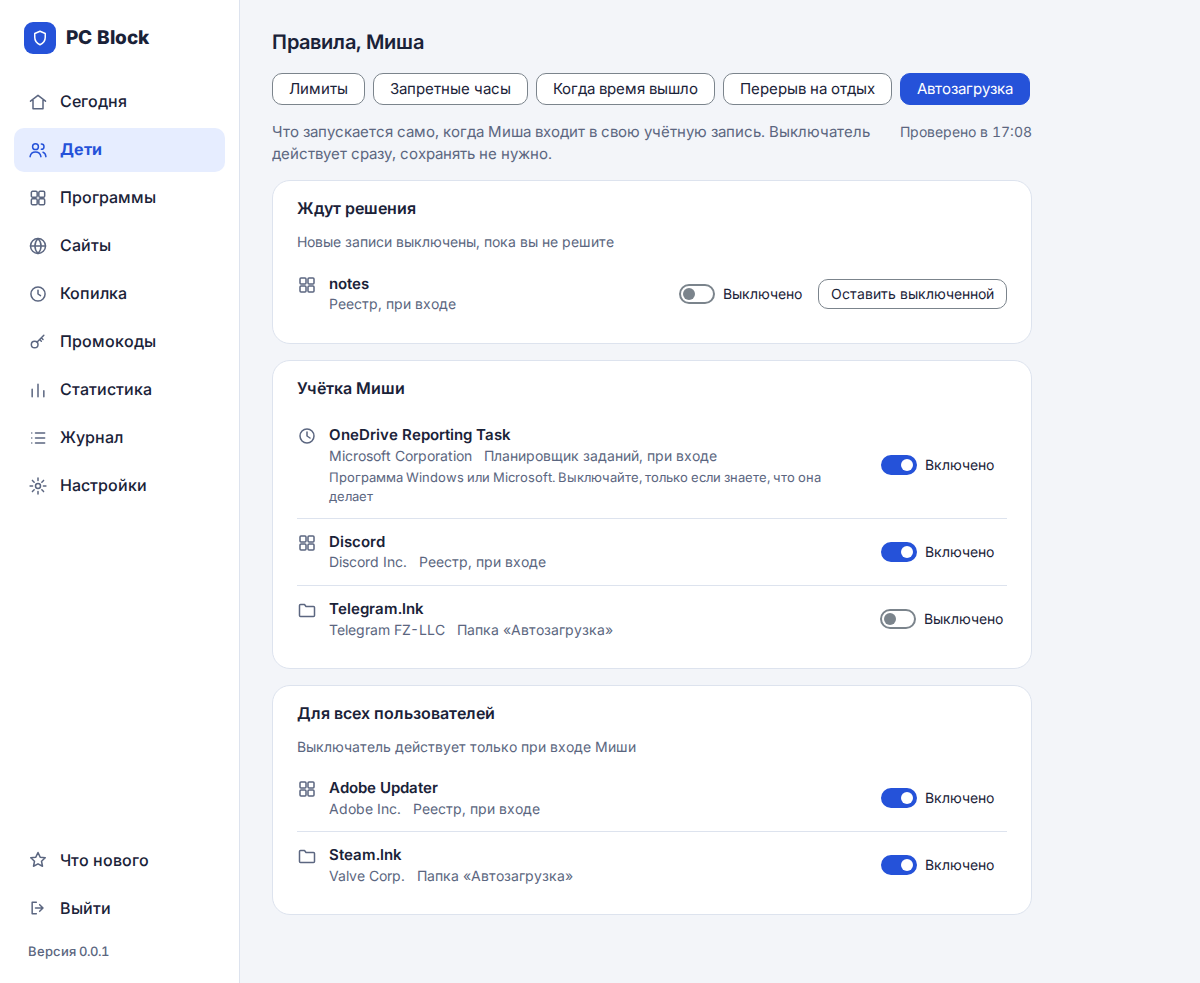 PC Block
Сегодня
Дети
Программы
Сайты
Копилка
Промокоды
Статистика
Журнал
Настройки
Что нового
Выйти
Версия 0.0.1
Правила, Миша
Лимиты
Запретные часы
Когда время вышло
Перерыв на отдых
Автозагрузка
Что запускается само, когда Миша входит в свою учётную запись. Выключатель
действует сразу, сохранять не нужно.
Проверено в 17:08
Ждут решения
Новые записи выключены, пока вы не решите
notes
Реестр, при входе
Выключено
Оставить выключенной
Учётка Миши
OneDrive Reporting Task
Microsoft Corporation Планировщик заданий, при входе
Программа Windows или Microsoft. Выключайте, только если знаете, что она
делает
Включено
Discord
Discord Inc. Реестр, при входе
Включено
Telegram.lnk
Telegram FZ-LLC Папка «Автозагрузка»
Выключено
Для всех пользователей
Выключатель действует только при входе Миши
Adobe Updater
Adobe Inc. Реестр, при входе
Включено
Steam.lnk
Valve Corp. Папка «Автозагрузка»
Включено